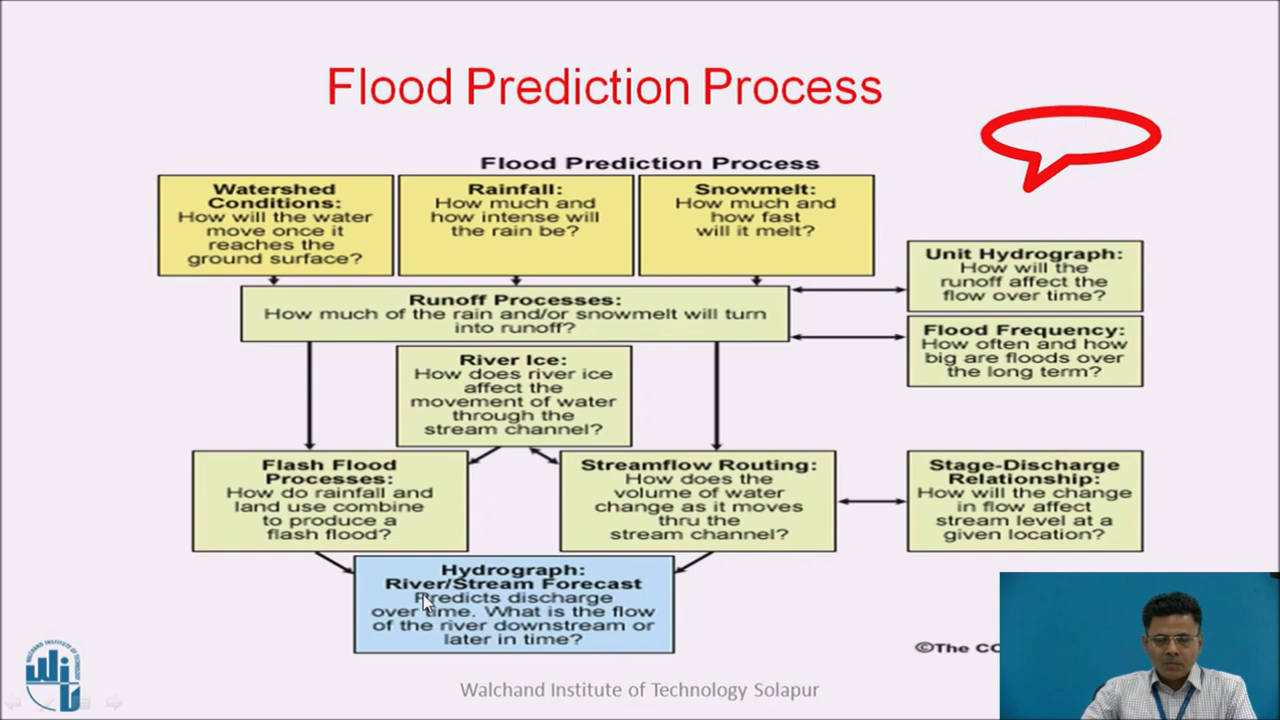 Flood Prediction Process
Flood Prediction Process
Watershed
Conditions:
How will the water
move once it
reaches the
ground surface?
Rainfall:
How much and
how intense will
the rain be?
Snowmelt:
How much and
how fast
will it melt?
Unit Hydrograph:
How will the
runoff affect the
flow over time?
Runoff Processes:
How much of the rain and/or snowmelt will turn
into runoff?
Flood Frequency:
How often and how
big are floods over
the long term?
River Ice:
How does river ice
affect the
movement of water
through the
stream channel?
Flash Flood
Processes:
How do rainfall and
land use combine
to produce a
flash flood?
Streamflow Routing:
How does the
volume of water
change as it moves
thru the
stream channel?
Stage-Discharge
Relationship:
How will the change
in flow affect
stream level at a
given location?
Hydrograph:
River/Stream Forecast
Predicts discharge
over time. What is the flow
of the river downstream or
later in time?
©The
WALCHAND INSTITUTE OF TECHNOLOGY
WIT
Walchand Institute of Technology Solapur